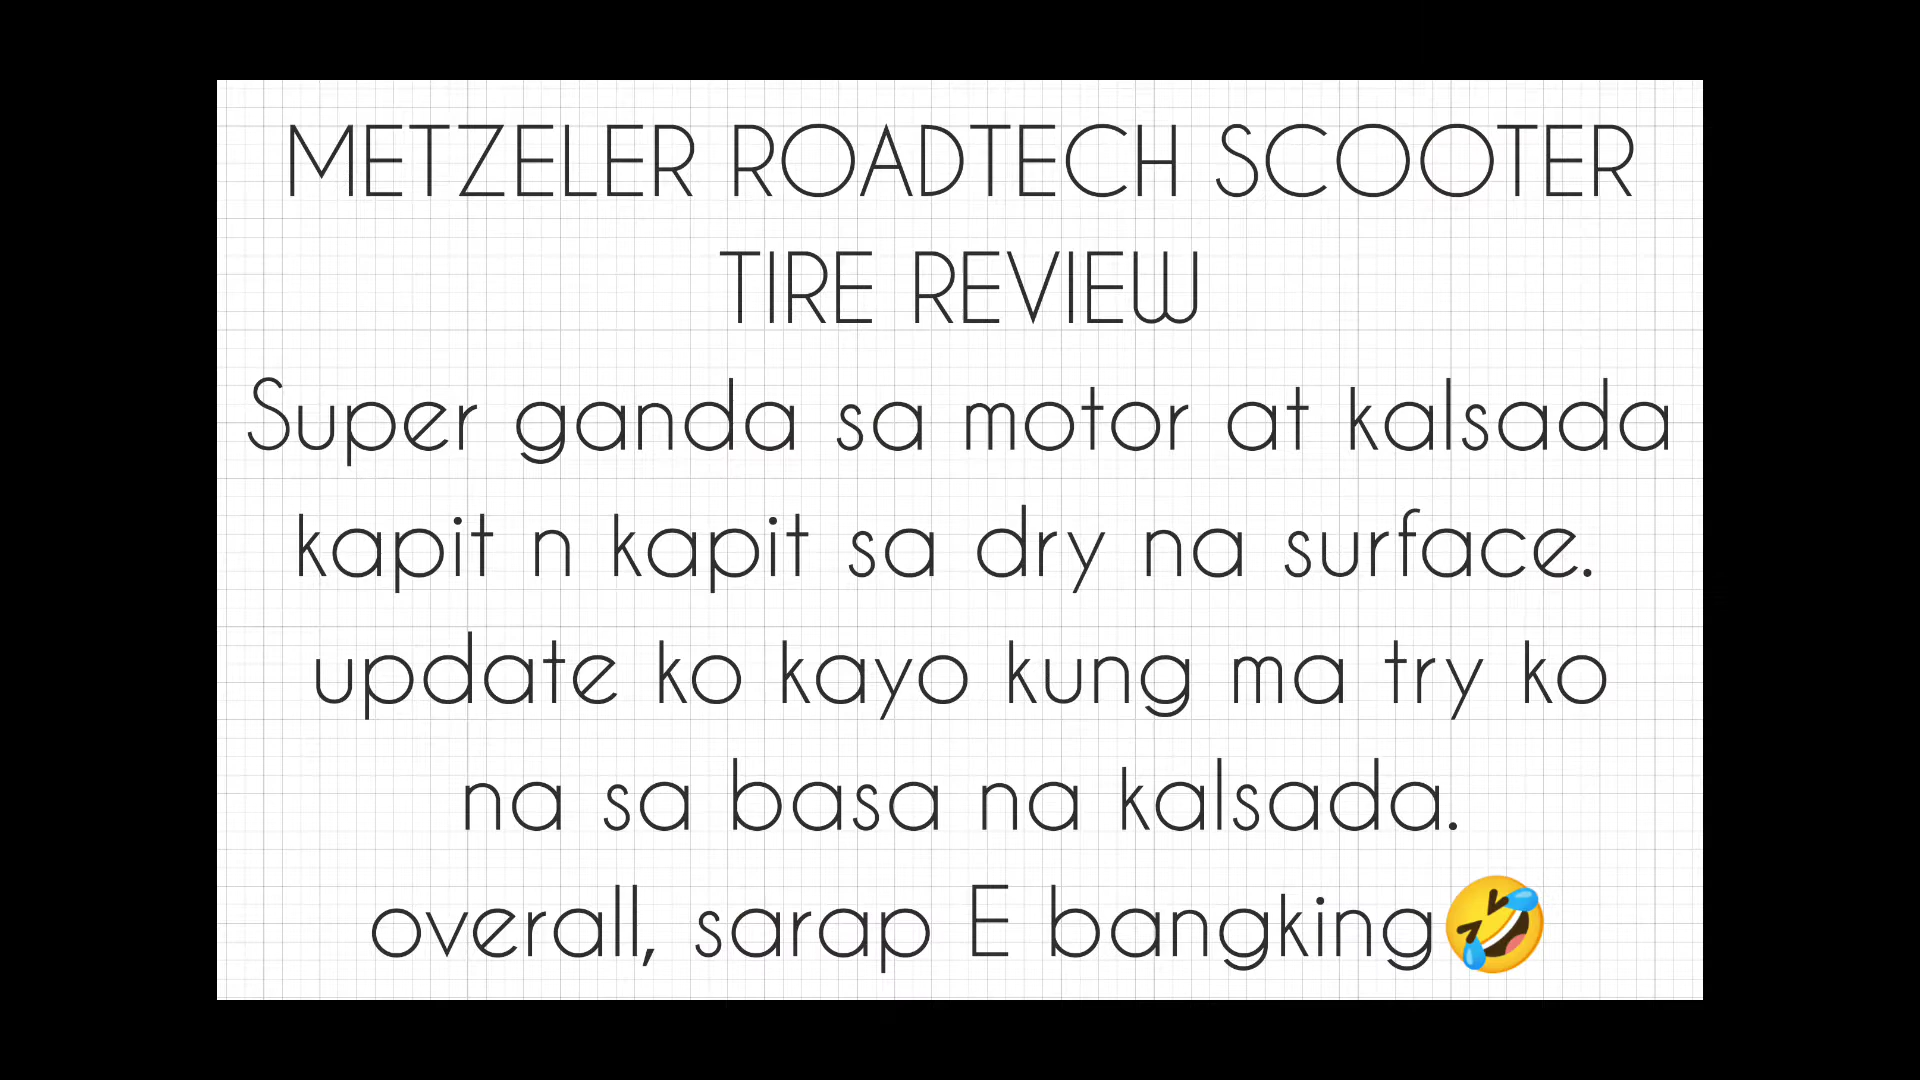 METZELER ROADTECH SCOOTER
TIRE REVIEW
Super ganda sa motor at kalsada
kapit n kapit sa dry na surface.
update ko kayo kung ma try ko
na sa basa na kalsada.
overall, sarap E bangking🤣